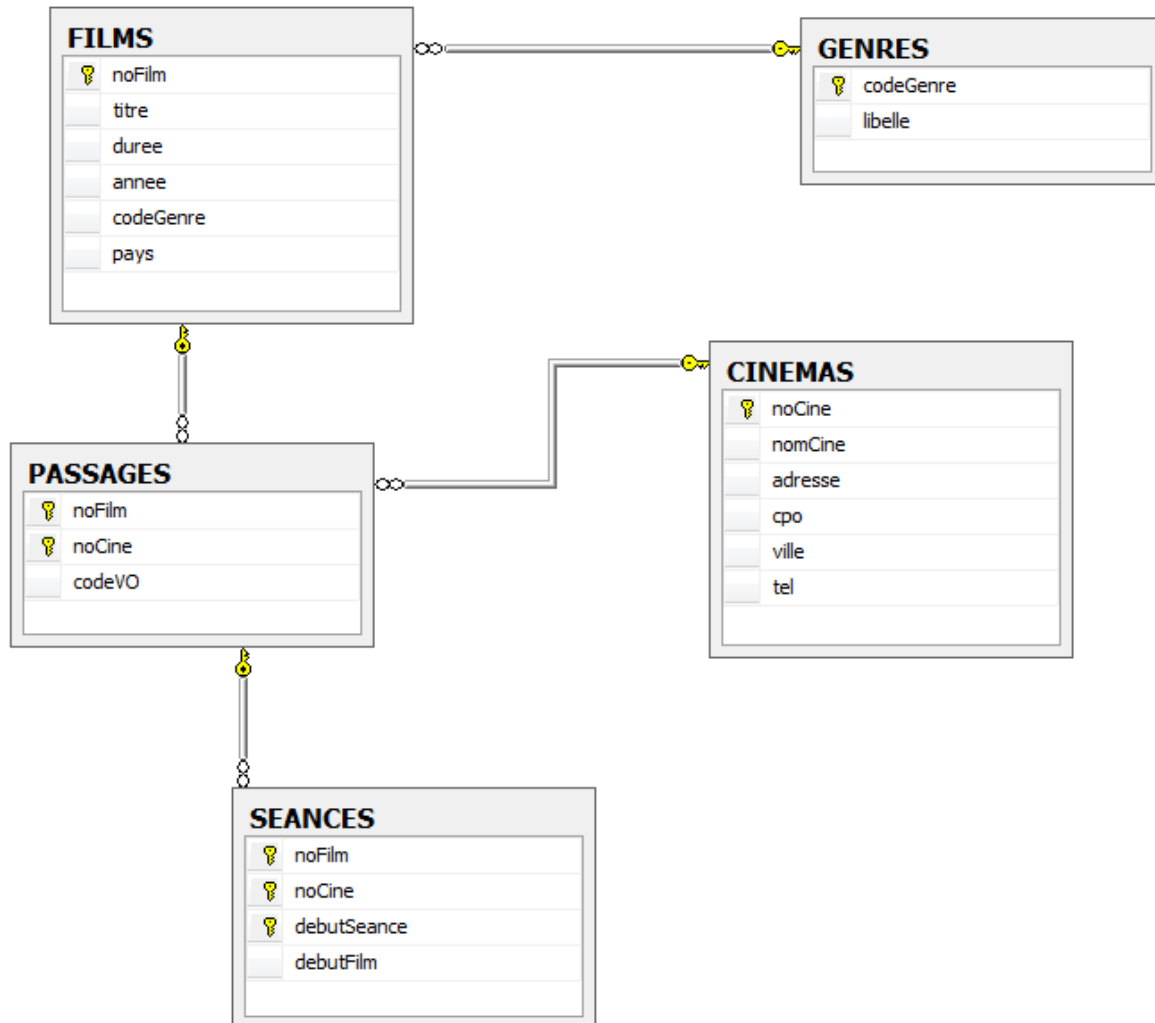 FILMS
noFilm
titre
duree
annee
codeGenre
pays
GENRES
codeGenre
libelle
CINEMAS
noCine
nomCine
adresse
cpo
ville
tel
PASSAGES
noFilm
noCine
codeVO
SEANCES
noFilm
noCine
debutSeance
debutFilm